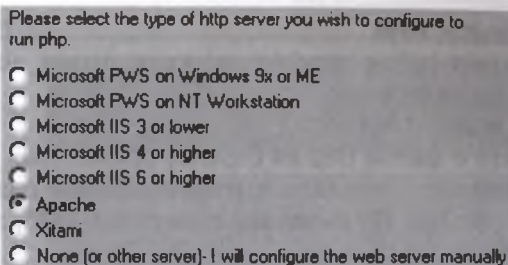 Please select the type of http server you wish to configure to
run php.
Microsoft PWS on Windows 9x or ME
Microsoft PWS on NT Workstation
Microsoft IIS 3 or lower
Microsoft IIS 4 or higher
Microsoft IIS 6 or higher
Apache
Xitami
None (or other server)- I will configure the web server manually